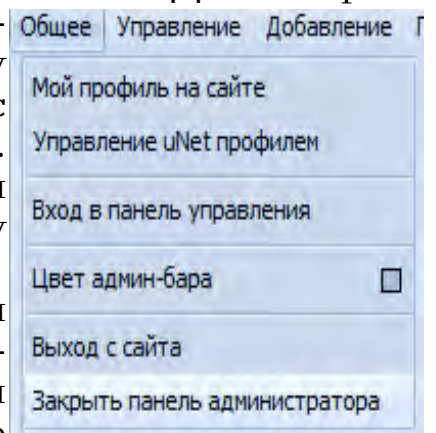 Общее Управление Добавление
Мой профиль на сайте
Управление uNet профилем
Вход в панель управления
Цвет админ-бара
Выход с сайта
Закрыть панель администратора